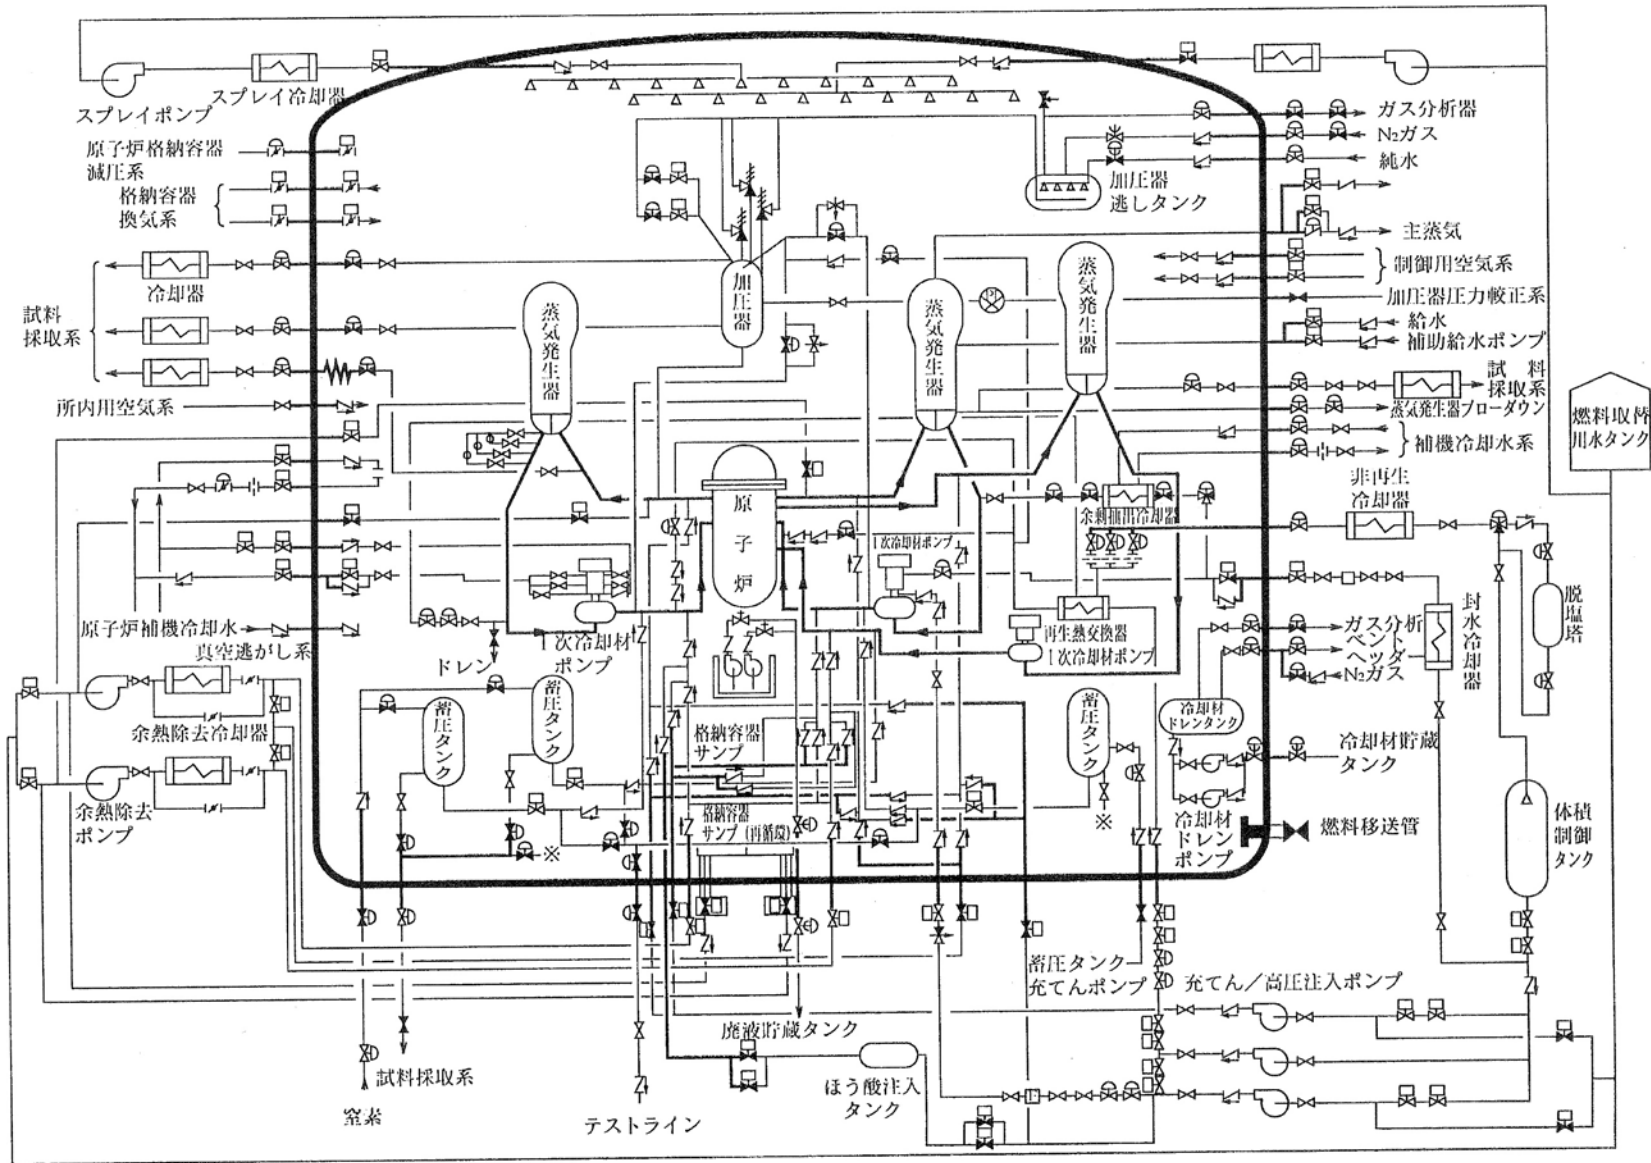 スプレイポンプ
スプレイ冷却器
原子炉格納容器
減圧系
格納容器
換気系
冷却器
試料
採取系
所内用空気系
原子炉補機冷却水
真空逃がし系
余熱除去冷却器
余熱除去
ポンプ
ガス分析器
N₂ガス
純水
加圧器
逃しタンク
主蒸気
制御用空気系
加圧器圧力較正系
給水
補助給水ポンプ
試料
採取系
蒸気発生器ブローダウン
補機冷却水系
燃料取替
用水タンク
非再生
冷却器
余剰抽出冷却器
加圧器
蒸気発生器
蒸気発生器
蒸気発生器
原子炉
1次冷却材ポンプ
1次冷却材
ポンプ
ドレン
再生熱交換器
1次冷却材ポンプ
封水冷却器
脱塩塔
ガス分析
ベント
ヘッダ
N₂ガス
蓄圧タンク
蓄圧タンク
蓄圧タンク
格納容器
サンプ
格納容器
サンプ(再循環)
冷却材
ドレンタンク
冷却材貯蔵
タンク
冷却材
ドレン
ポンプ
燃料移送管
体積
制御
タンク
※
※
蓄圧タンク
充てんポンプ
充てん/高圧注入ポンプ
廃液貯蔵タンク
ほう酸注入
タンク
試料採取系
窒素
テストライン